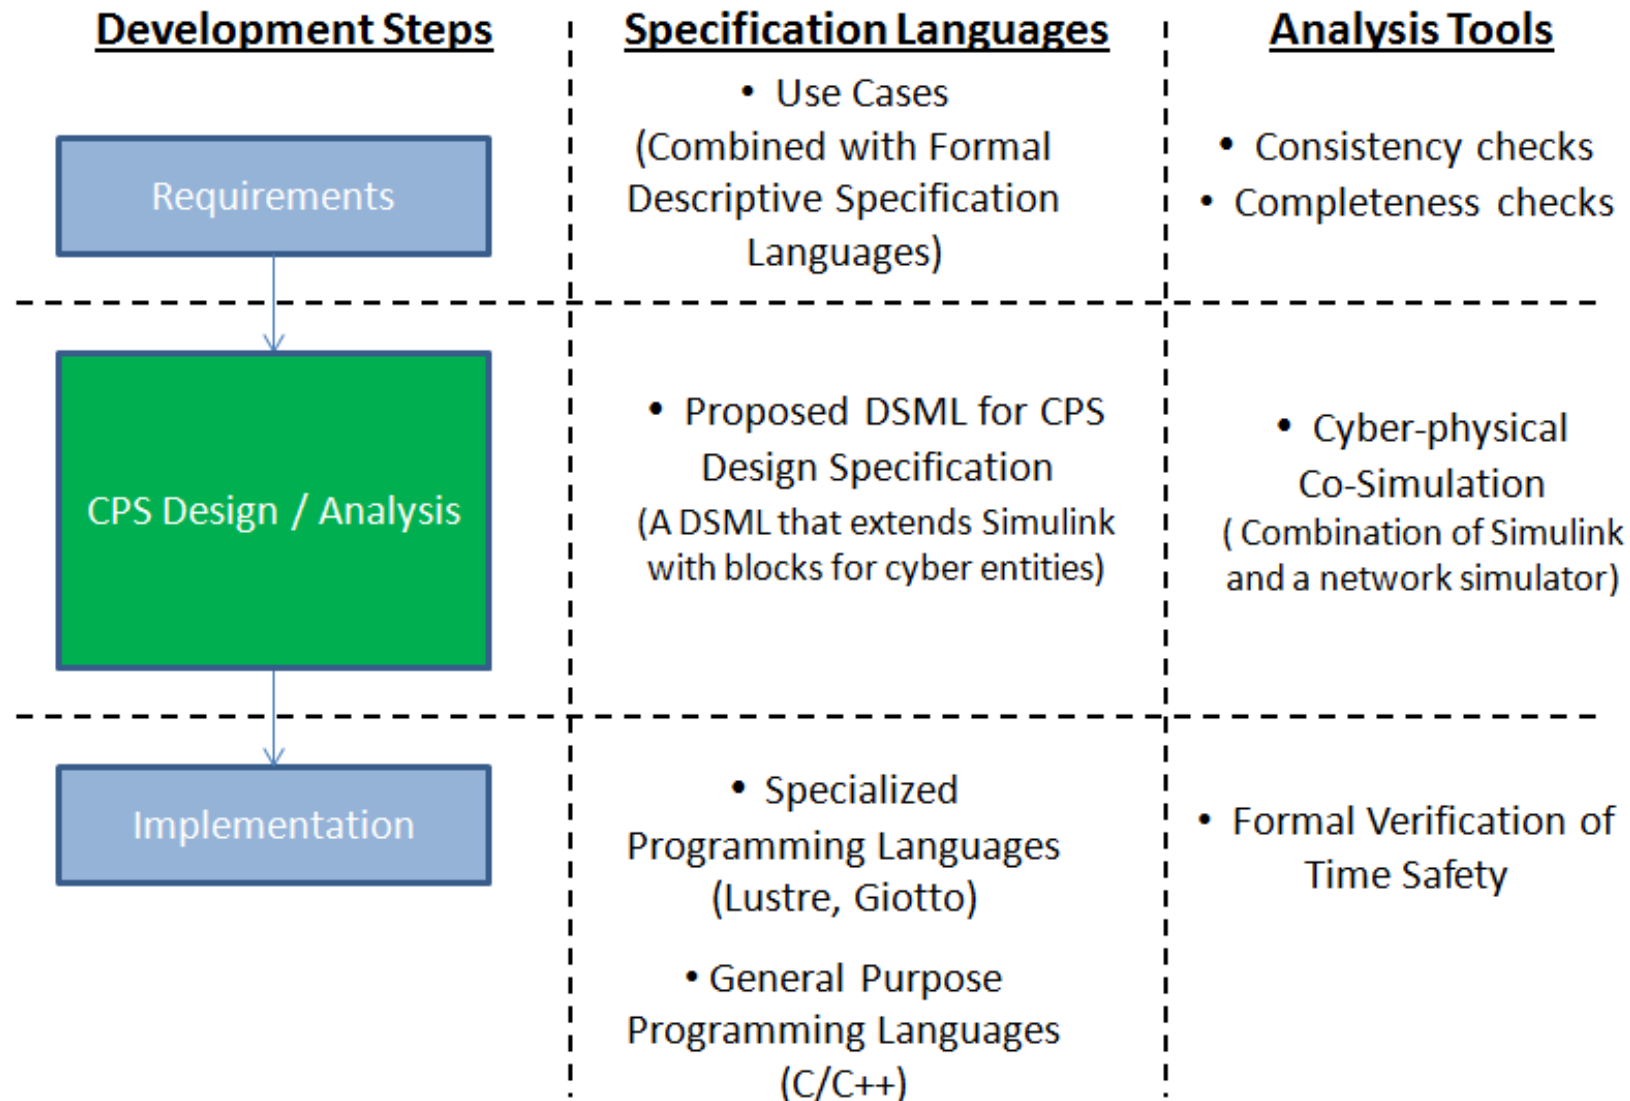 Development Steps
Specification Languages
Analysis Tools
Requirements
• Use Cases
(Combined with Formal
Descriptive Specification
Languages)
• Consistency checks
• Completeness checks
CPS Design / Analysis
• Proposed DSML for CPS
Design Specification
(A DSML that extends Simulink
with blocks for cyber entities)
• Cyber-physical
Co-Simulation
( Combination of Simulink
and a network simulator)
Implementation
• Specialized
Programming Languages
(Lustre, Giotto)
• General Purpose
Programming Languages
(C/C++)
• Formal Verification of
Time Safety